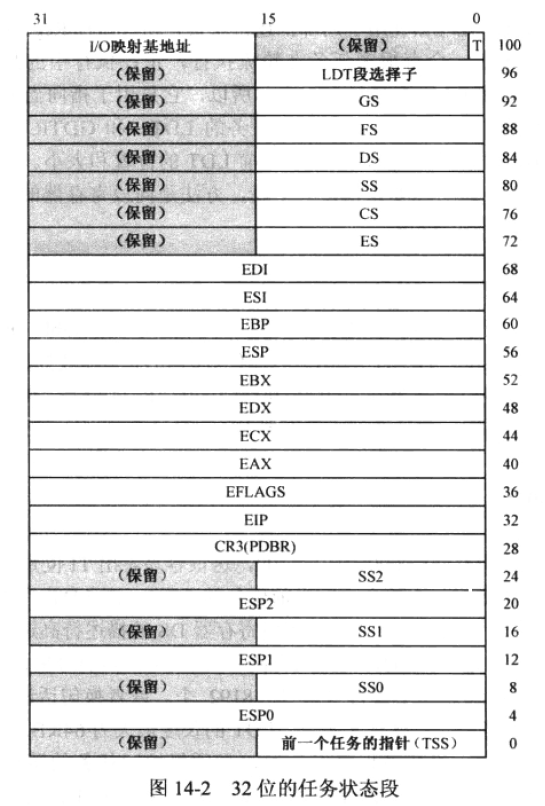 31 15 0
I/O映射基地址 (保留) T 100
(保留) LDT段选择子 96
(保留) GS 92
(保留) FS 88
(保留) DS 84
(保留) SS 80
(保留) CS 76
(保留) ES 72
EDI 68
ESI 64
EBP 60
ESP 56
EBX 52
EDX 48
ECX 44
EAX 40
EFLAGS 36
EIP 32
CR3(PDBR) 28
(保留) SS2 24
ESP2 20
(保留) SS1 16
ESP1 12
(保留) SS0 8
ESP0 4
(保留) 前一个任务的指针(TSS) 0
图 14-2 32 位的任务状态段